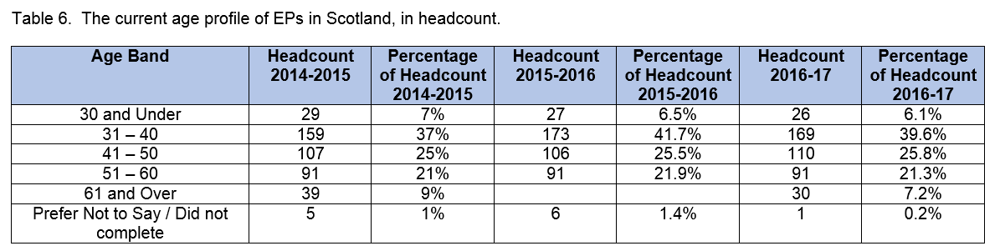 Table 6.  The current age profile of EPs in Scotland, in headcount.
Age Band | Headcount 2014-2015 | Percentage of Headcount 2014-2015 | Headcount 2015-2016 | Percentage of Headcount 2015-2016 | Headcount 2016-17 | Percentage of Headcount 2016-17
30 and Under | 29 | 7% | 27 | 6.5% | 26 | 6.1%
31 – 40 | 159 | 37% | 173 | 41.7% | 169 | 39.6%
41 – 50 | 107 | 25% | 106 | 25.5% | 110 | 25.8%
51 – 60 | 91 | 21% | 91 | 21.9% | 91 | 21.3%
61 and Over | 39 | 9% | | | 30 | 7.2%
Prefer Not to Say / Did not complete | 5 | 1% | 6 | 1.4% | 1 | 0.2%